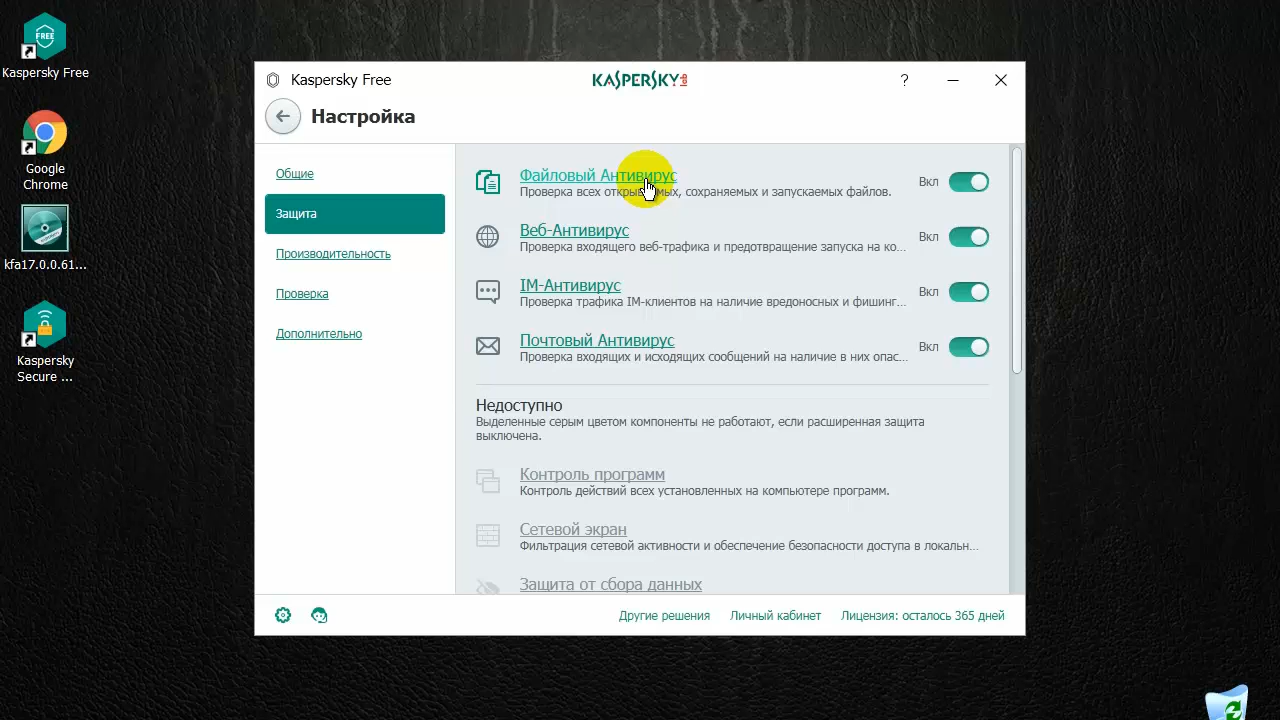 FREE
Kaspersky Free
Google
Chrome
kfa17.0.0.61...
Kaspersky
Secure ...
Kaspersky Free
KASPERSKY lab
?
Настройка
Общие
Защита
Производительность
Проверка
Дополнительно
Файловый Антивирус
Проверка всех открываемых, сохраняемых и запускаемых файлов.
Вкл
Веб-Антивирус
Проверка входящего веб-трафика и предотвращение запуска на ко...
Вкл
IM-Антивирус
Проверка трафика IM-клиентов на наличие вредоносных и фишинг...
Вкл
Почтовый Антивирус
Проверка входящих и исходящих сообщений на наличие в них опас...
Вкл
Недоступно
Выделенные серым цветом компоненты не работают, если расширенная защита
выключена.
Контроль программ
Контроль действий всех установленных на компьютере программ.
Сетевой экран
Фильтрация сетевой активности и обеспечение безопасности доступа в локальн...
Защита от сбора данных
Другие решения
Личный кабинет
Лицензия: осталось 365 дней